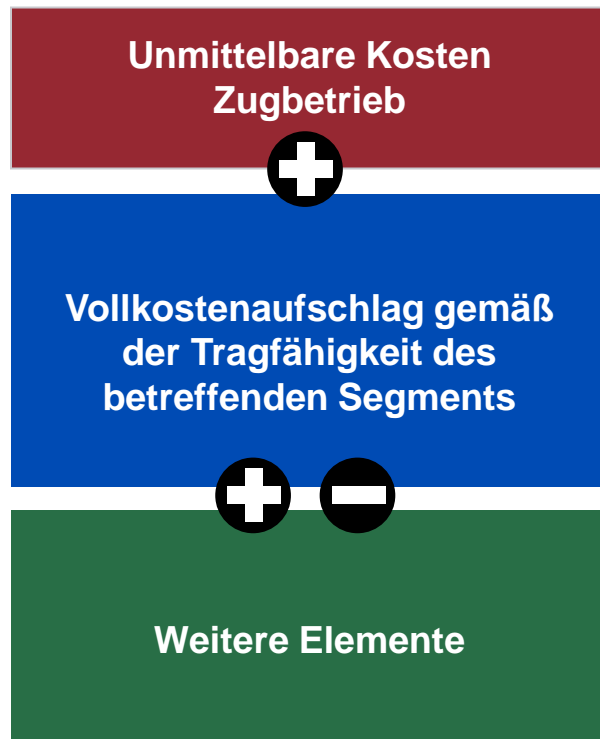 Unmittelbare Kosten
Zugbetrieb
Vollkostenaufschlag gemäß
der Tragfähigkeit des
betreffenden Segments
Weitere Elemente